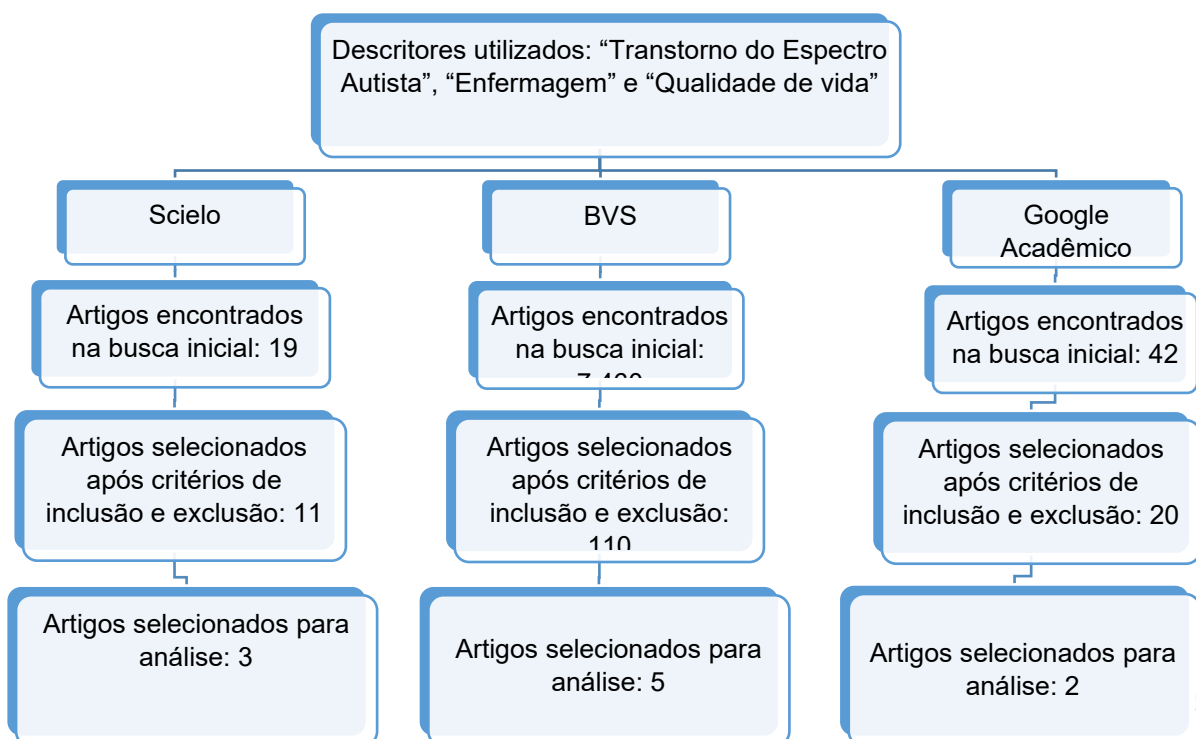 Descritores utilizados: “Transtorno do Espectro
Autista”, “Enfermagem” e “Qualidade de vida”
Scielo
BVS
Google
Acadêmico
Artigos encontrados
na busca inicial: 19
Artigos encontrados
na busca inicial:
Artigos encontrados
na busca inicial: 42
Artigos selecionados
após critérios de
inclusão e exclusão: 11
Artigos selecionados
após critérios de
inclusão e exclusão:
110
Artigos selecionados
após critérios de
inclusão e exclusão: 20
Artigos selecionados para
análise: 3
Artigos selecionados para
análise: 5
Artigos selecionados para
análise: 2